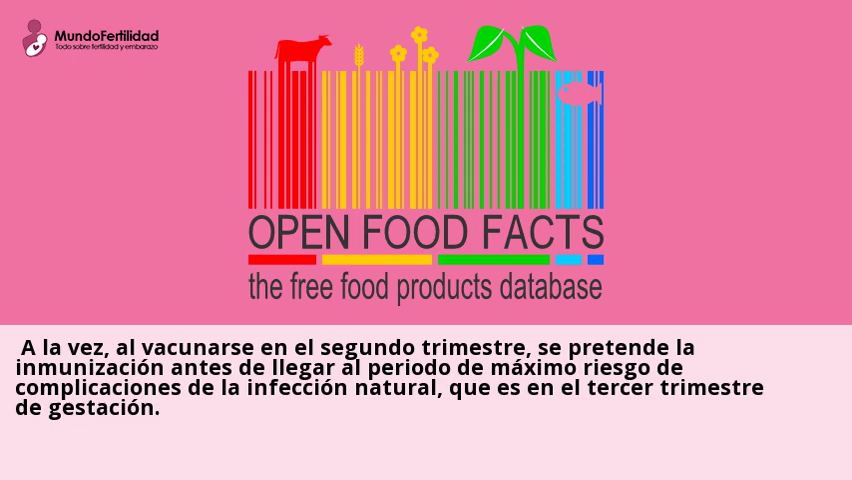 MundoFertilidad
Todo sobre fertilidad y embarazo
OPEN FOOD FACTS
the free food products database
A la vez, al vacunarse en el segundo trimestre, se pretende la
inmunización antes de llegar al periodo de máximo riesgo de
complicaciones de la infección natural, que es en el tercer trimestre
de gestación.